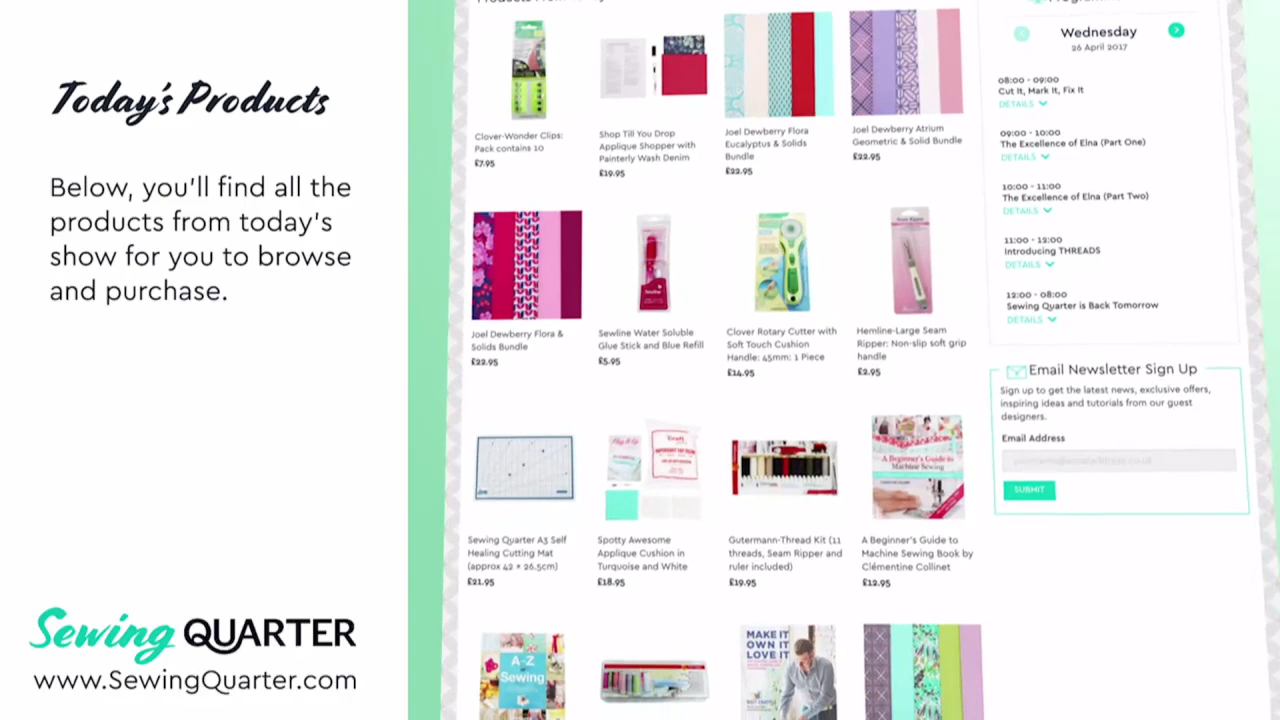 Today's Products
Below, you'll find all the
products from today's
show for you to browse
and purchase.
Sewing QUARTER
www.SewingQuarter.com
Clover-Wonder Clips:
Pack contains 10
£7.95
Shop Till You Drop
Applique Shopper with
Painterly Wash Denim
£19.95
Joel Dewberry Flora
Eucalyptus & Solids
Bundle
£22.95
Joel Dewberry Atrium
Geometric & Solid Bundle
£22.95
Joel Dewberry Flora &
Solids Bundle
£22.95
Sewline Water Soluble
Glue Stick and Blue Refill
£5.95
Clover Rotary Cutter with
Soft Touch Cushion
Handle: 45mm: 1 Piece
£14.95
Hemline-Large Seam
Ripper: Non-slip soft grip
handle
£2.95
Sewing Quarter A3 Self
Healing Cutting Mat
(approx 42 × 26.5cm)
£21.95
Spotty Awesome
Applique Cushion in
Turquoise and White
£18.95
Gutermann-Thread Kit (11
threads, Seam Ripper and
ruler included)
£19.95
A Beginner's Guide to
Machine Sewing
A Beginner's Guide to
Machine Sewing Book by
Clémentine Collinet
£12.95
A-Z
of Sewing
MAKE IT
OWN IT
LOVE IT
Wednesday
26 April 2017
08:00 - 09:00
Cut It, Mark It, Fix It
DETAILS
09:00 - 10:00
The Excellence of Elna (Part One)
DETAILS
10:00 - 11:00
The Excellence of Elna (Part Two)
DETAILS
11:00 - 12:00
Introducing THREADS
DETAILS
12:00 - 08:00
Sewing Quarter is Back Tomorrow
DETAILS
Email Newsletter Sign Up
Sign up to get the latest news, exclusive offers,
inspiring ideas and tutorials from our guest
designers.
Email Address
SUBMIT